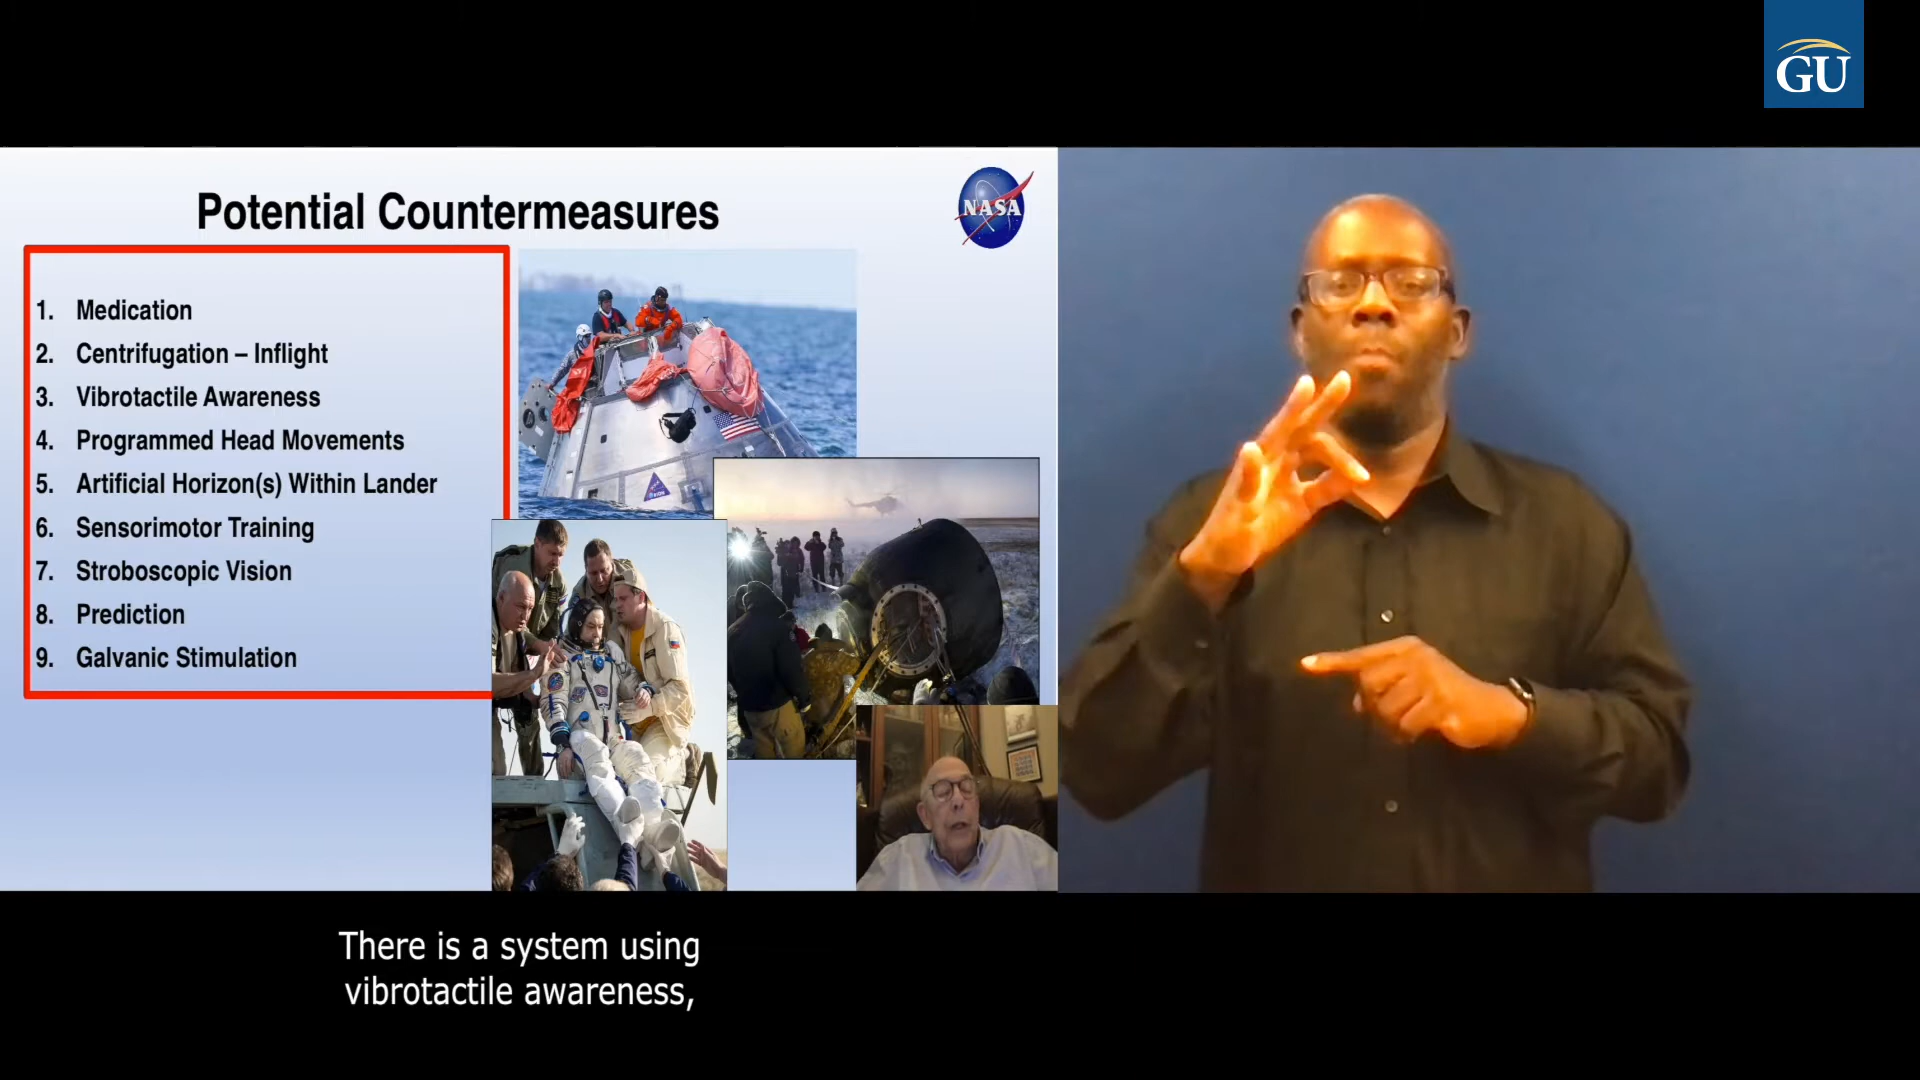 GU
Potential Countermeasures
NASA
1. Medication
2. Centrifugation – Inflight
3. Vibrotactile Awareness
4. Programmed Head Movements
5. Artificial Horizon(s) Within Lander
6. Sensorimotor Training
7. Stroboscopic Vision
8. Prediction
9. Galvanic Stimulation
There is a system using
vibrotactile awareness,